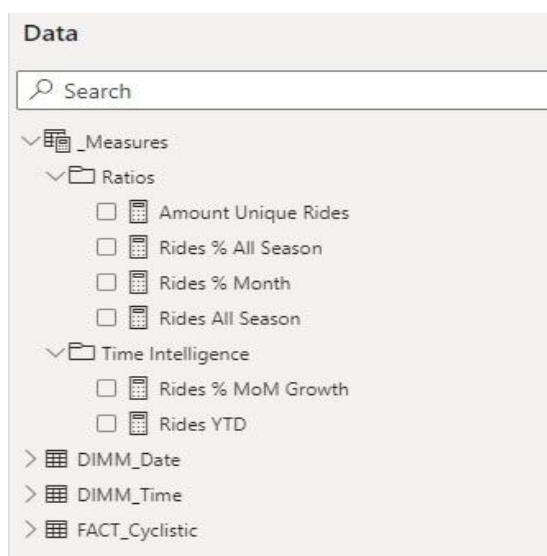 Data
Search
_Measures
Ratios
Amount Unique Rides
Rides % All Season
Rides % Month
Rides All Season
Time Intelligence
Rides % MoM Growth
Rides YTD
DIMM_Date
DIMM_Time
FACT_Cyclistic